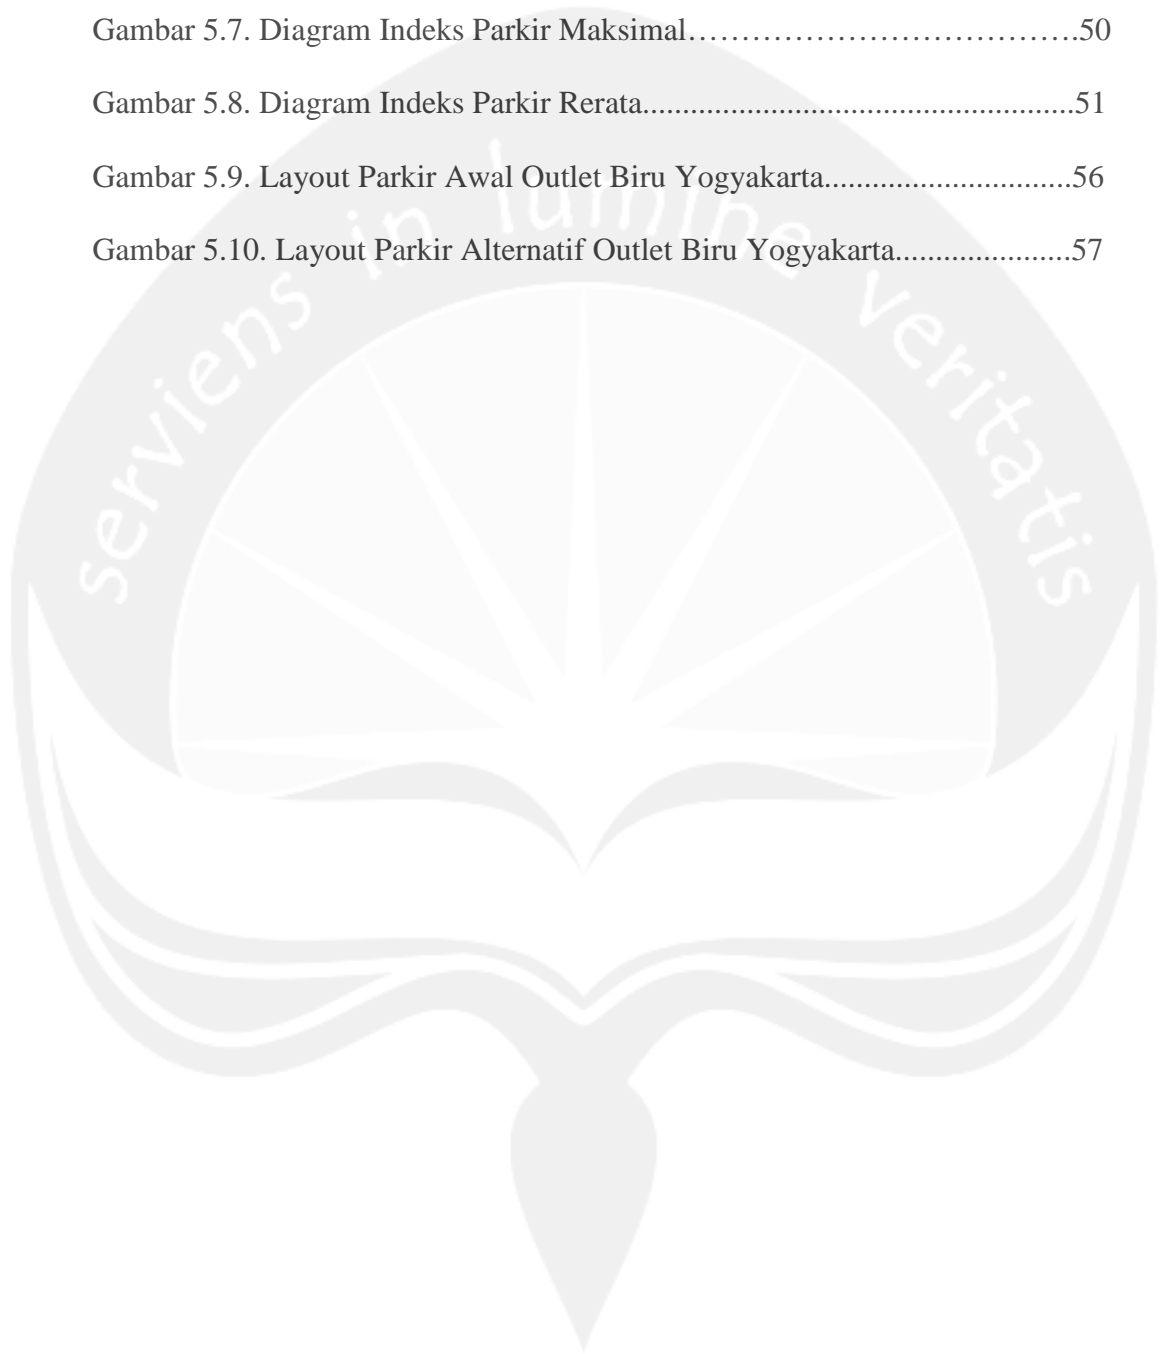 Gambar 5.7. Diagram Indeks Parkir Maksimal……………………………….50
Gambar 5.8. Diagram Indeks Parkir Rerata.......................................................51
Gambar 5.9. Layout Parkir Awal Outlet Biru Yogyakarta..............................56
Gambar 5.10. Layout Parkir Alternatif Outlet Biru Yogyakarta......................57
serviens in lumine veritatis